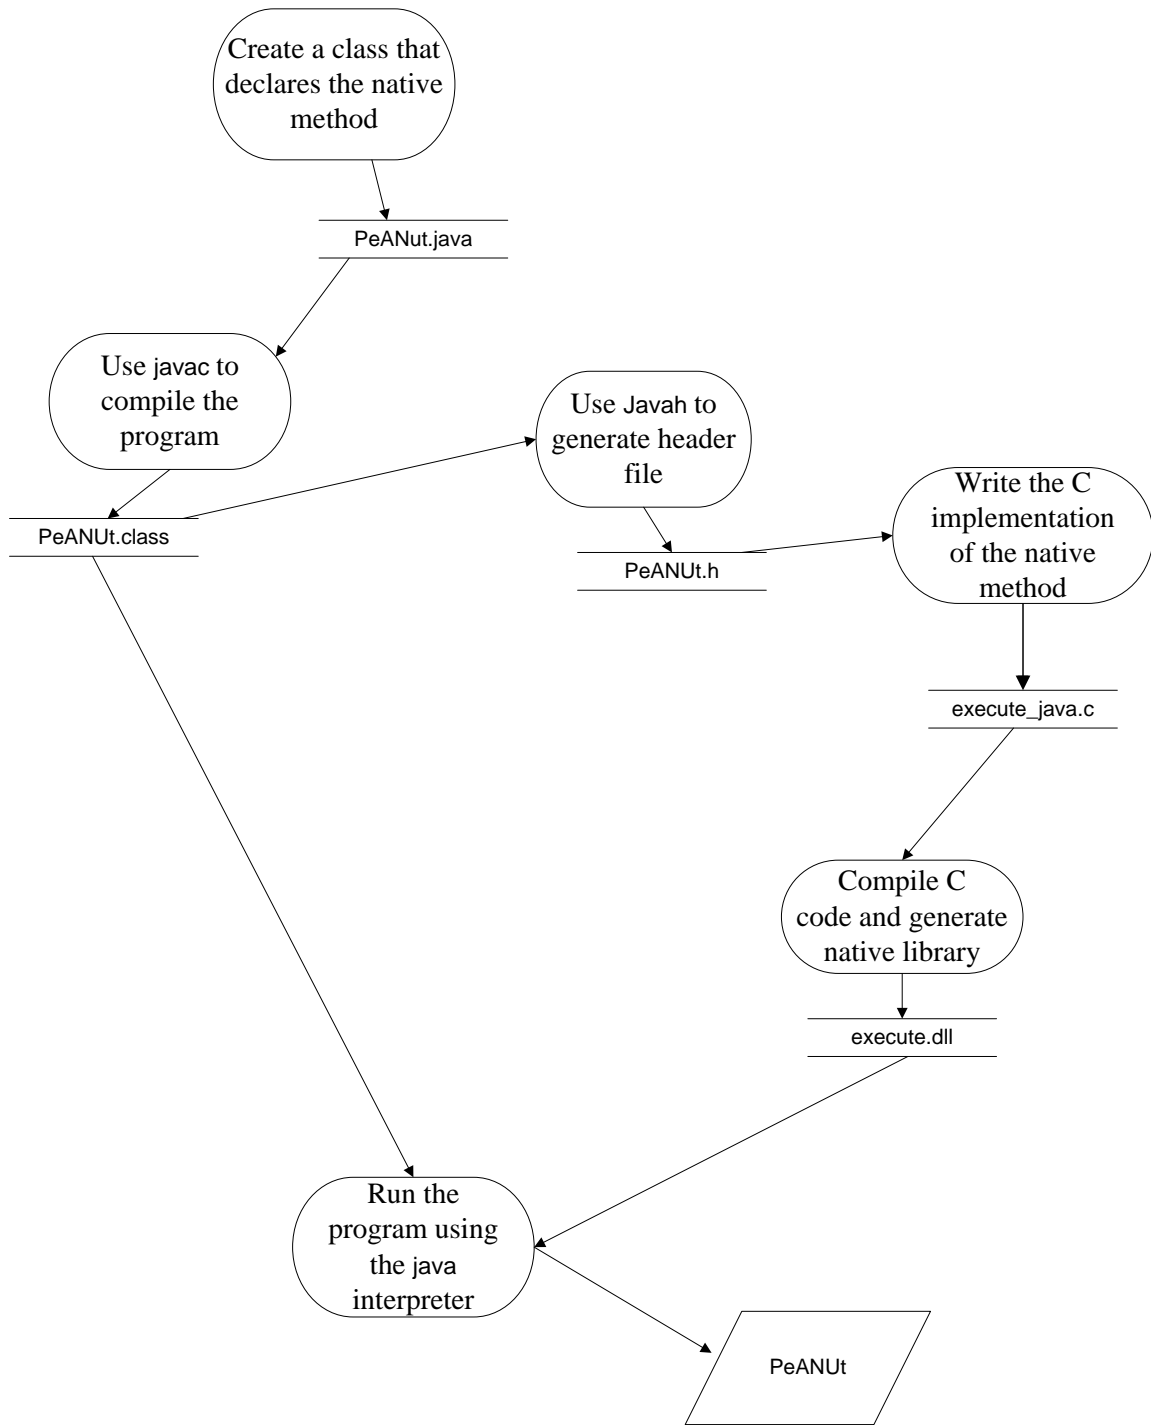 Create a class that
declares the native
method
PeANut.java
Use javac to
compile the
program
PeANUt.class
Use Javah to
generate header
file
PeANUt.h
Write the C
implementation
of the native
method
execute_java.c
Compile C
code and generate
native library
execute.dll
Run the
program using
the java
interpreter
PeANUt